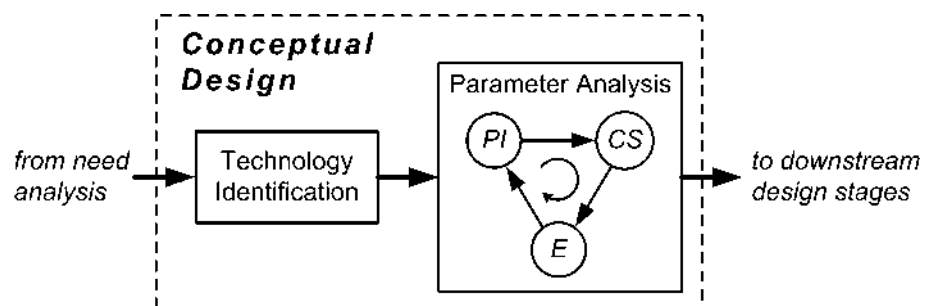 Conceptual
Design
from need
analysis
Technology
Identification
Parameter Analysis
PI
CS
E
to downstream
design stages